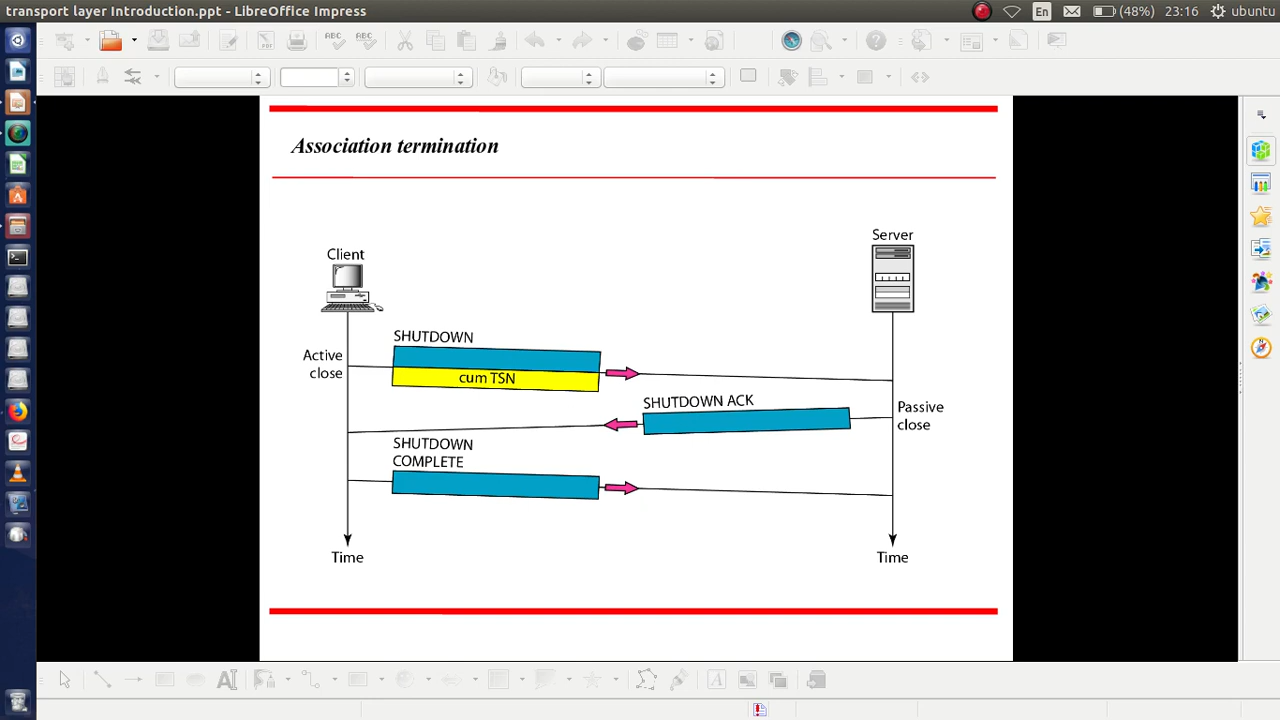 transport layer Introduction.ppt - LibreOffice Impress
En
(48%)
23:16
ubuntu
Association termination
Server
Client
SHUTDOWN
Active
close
cum TSN
SHUTDOWN ACK
Passive
close
SHUTDOWN
COMPLETE
Time
Time